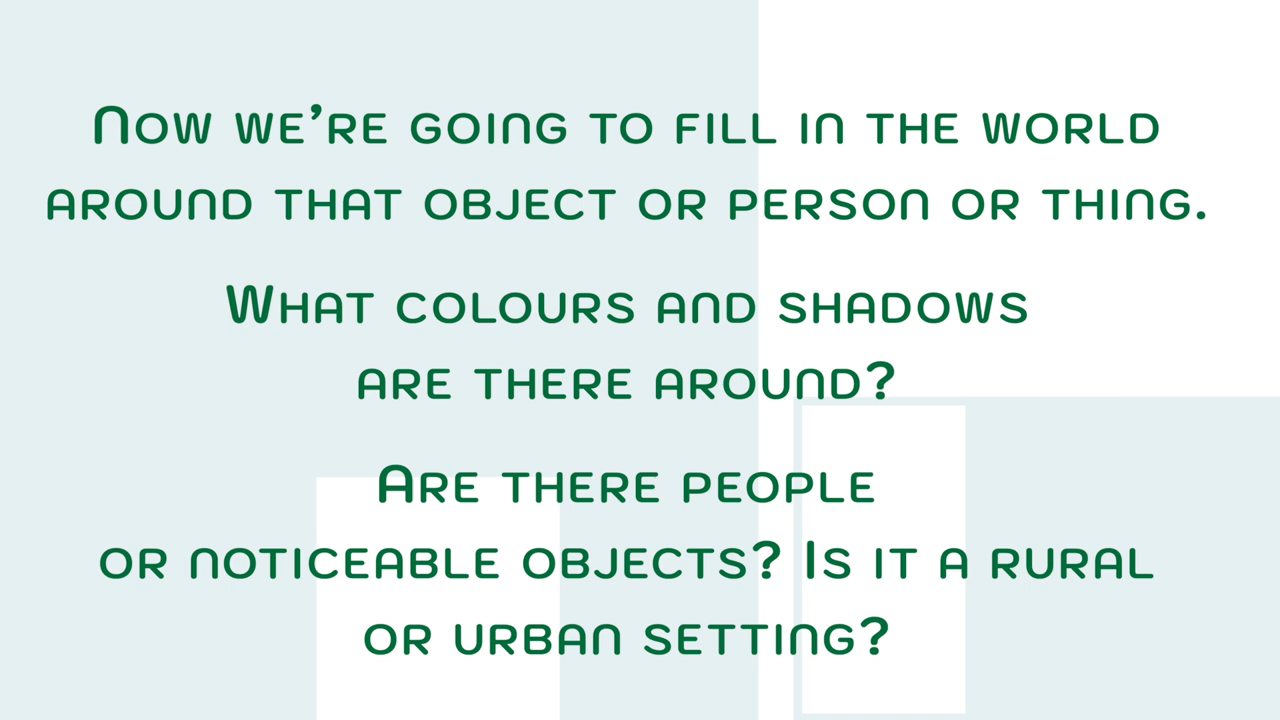 Now we're going to fill in the world
around that object or person or thing.
What colours and shadows
are there around?
Are there people
or noticeable objects? Is it a rural
or urban setting?